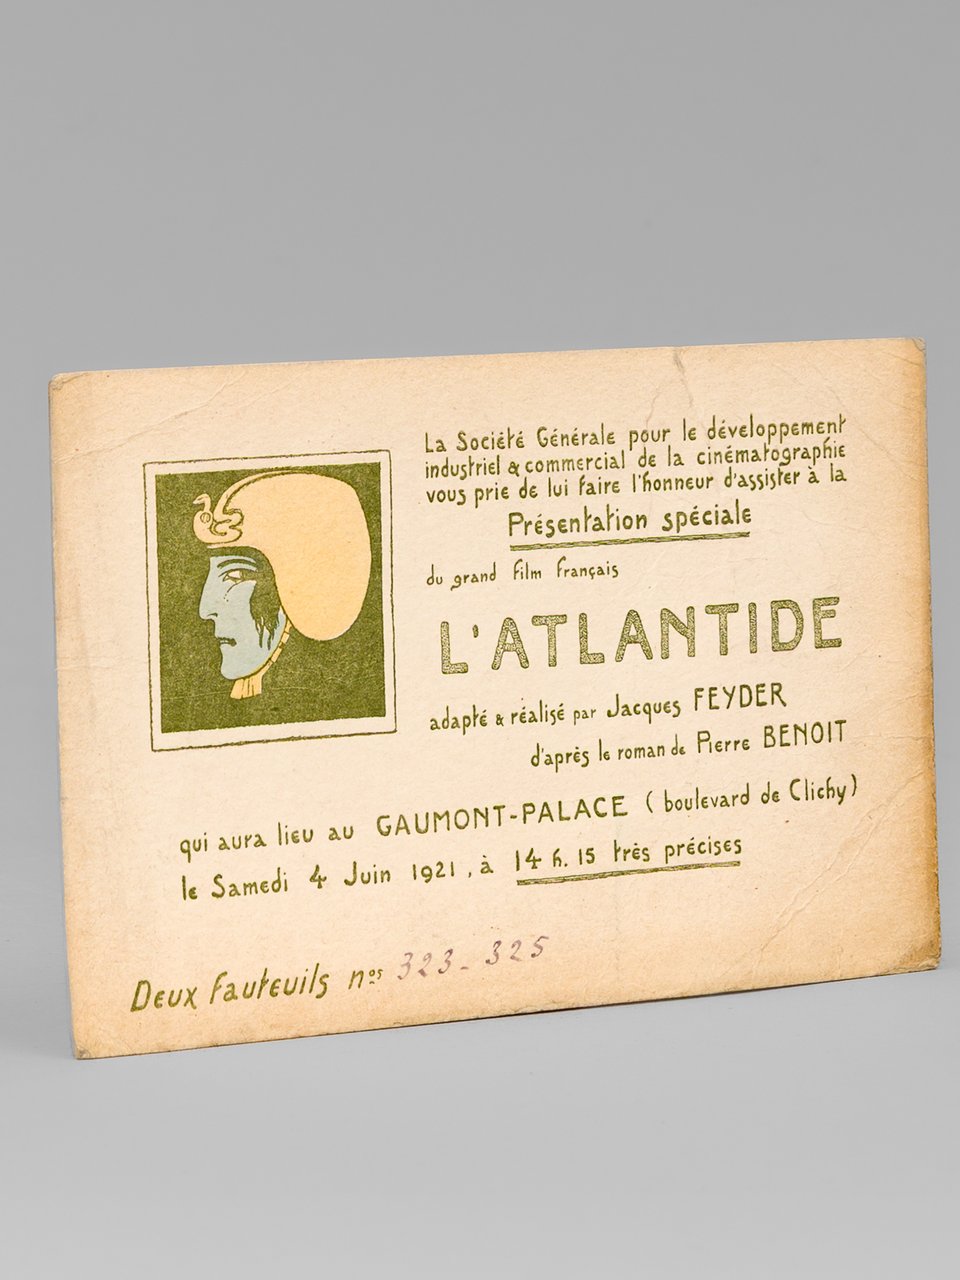 La Société Générale pour le développement
industriel & commercial de la cinématographie
vous prie de lui faire l'honneur d'assister à la
Présentation spéciale
du grand film français
L'ATLANTIDE
adapté & réalisé par Jacques FEYDER
d'après le roman de Pierre BENOIT
qui aura lieu au GAUMONT-PALACE (boulevard de Clichy)
le Samedi 4 Juin 1921, à 14 h. 15 très précises
Deux fauteuils nos 323-325